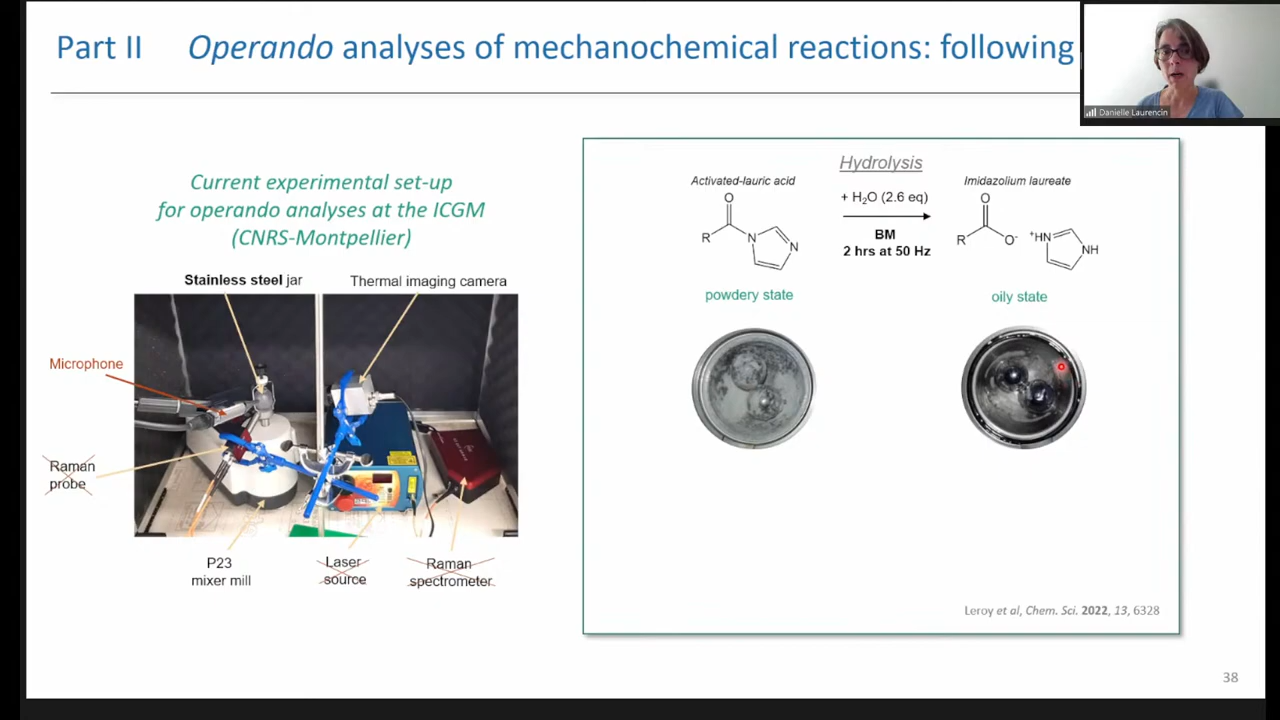 Part II Operando analyses of mechanochemical reactions: following
Danielle Laurencin
Current experimental set-up
for operando analyses at the ICGM
(CNRS-Montpellier)
Stainless steel jar
Thermal imaging camera
Microphone
Raman
probe
P23
mixer mill
Laser
source
Raman
spectrometer
Hydrolysis
Activated-lauric acid
+ H₂O (2.6 eq)
BM
2 hrs at 50 Hz
Imidazolium laureate
O
R
N
N
O
R
O⁻
⁺HN
NH
powdery state
oily state
Leroy et al, Chem. Sci. 2022, 13, 6328
38